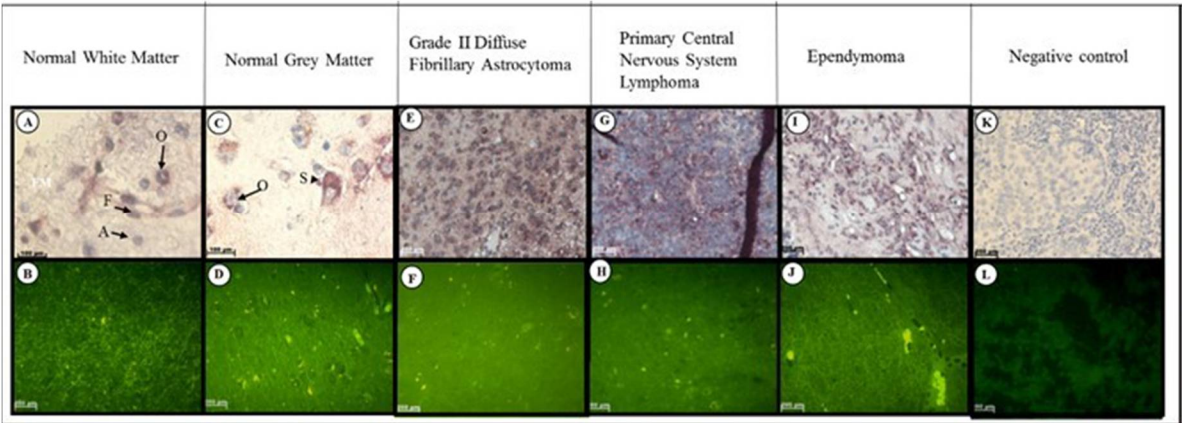 Normal White Matter
Normal Grey Matter
Grade II Diffuse
Fibrillary Astrocytoma
Primary Central
Nervous System
Lymphoma
Ependymoma
Negative control
A
O
F
A
C
O
S
E
G
I
K
B
D
F
H
J
L